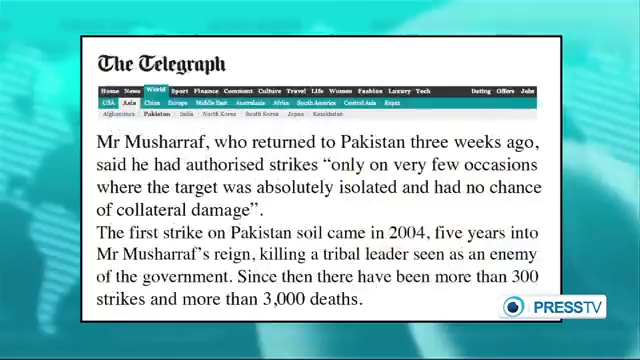 The Telegraph
Home News World Sport Finance Comment Culture Travel Life Women Fashion Luxury Tech Dating Offers Jobs
USA Asia China Europe Middle East Australasia Africa South America Central Asia Expat
Afghanistan Pakistan India North Korea South Korea Japan Kazakhstan
Mr Musharraf, who returned to Pakistan three weeks ago,
said he had authorised strikes “only on very few occasions
where the target was absolutely isolated and had no chance
of collateral damage”.
The first strike on Pakistan soil came in 2004, five years into
Mr Musharraf’s reign, killing a tribal leader seen as an enemy
of the government. Since then there have been more than 300
strikes and more than 3,000 deaths.
PRESSTV